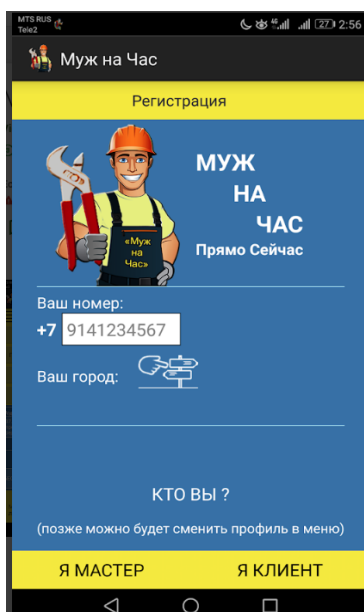 MTS RUS
Tele2
4G
27
2:56
Муж на Час
Регистрация
МУЖ
НА
ЧАС
Прямо Сейчас
«Муж
на
Час»
Ваш номер:
+7 9141234567
Ваш город:
КТО ВЫ ?
(позже можно будет сменить профиль в меню)
Я МАСТЕР Я КЛИЕНТ